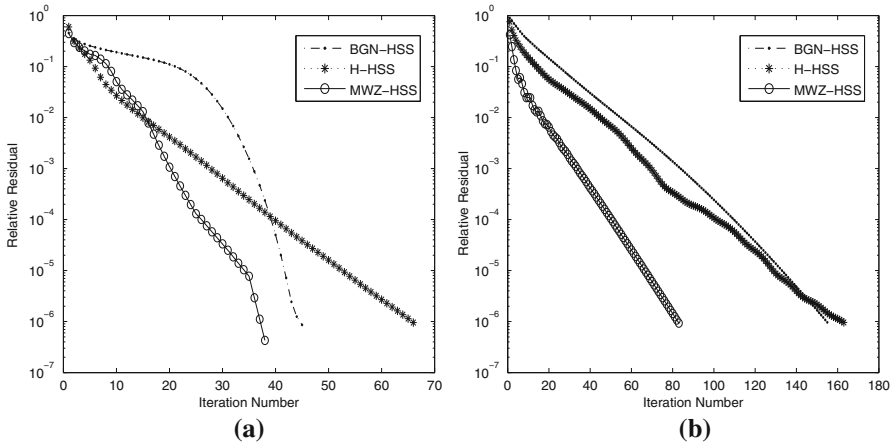 10^0
10^-1
10^-2
10^-3
10^-4
10^-5
10^-6
10^-7
Relative Residual
0 10 20 30 40 50 60 70
Iteration Number
BGN-HSS
H-HSS
MWZ-HSS
(a)
10^0
10^-1
10^-2
10^-3
10^-4
10^-5
10^-6
10^-7
Relative Residual
0 20 40 60 80 100 120 140 160 180
Iteration Number
BGN-HSS
H-HSS
MWZ-HSS
(b)